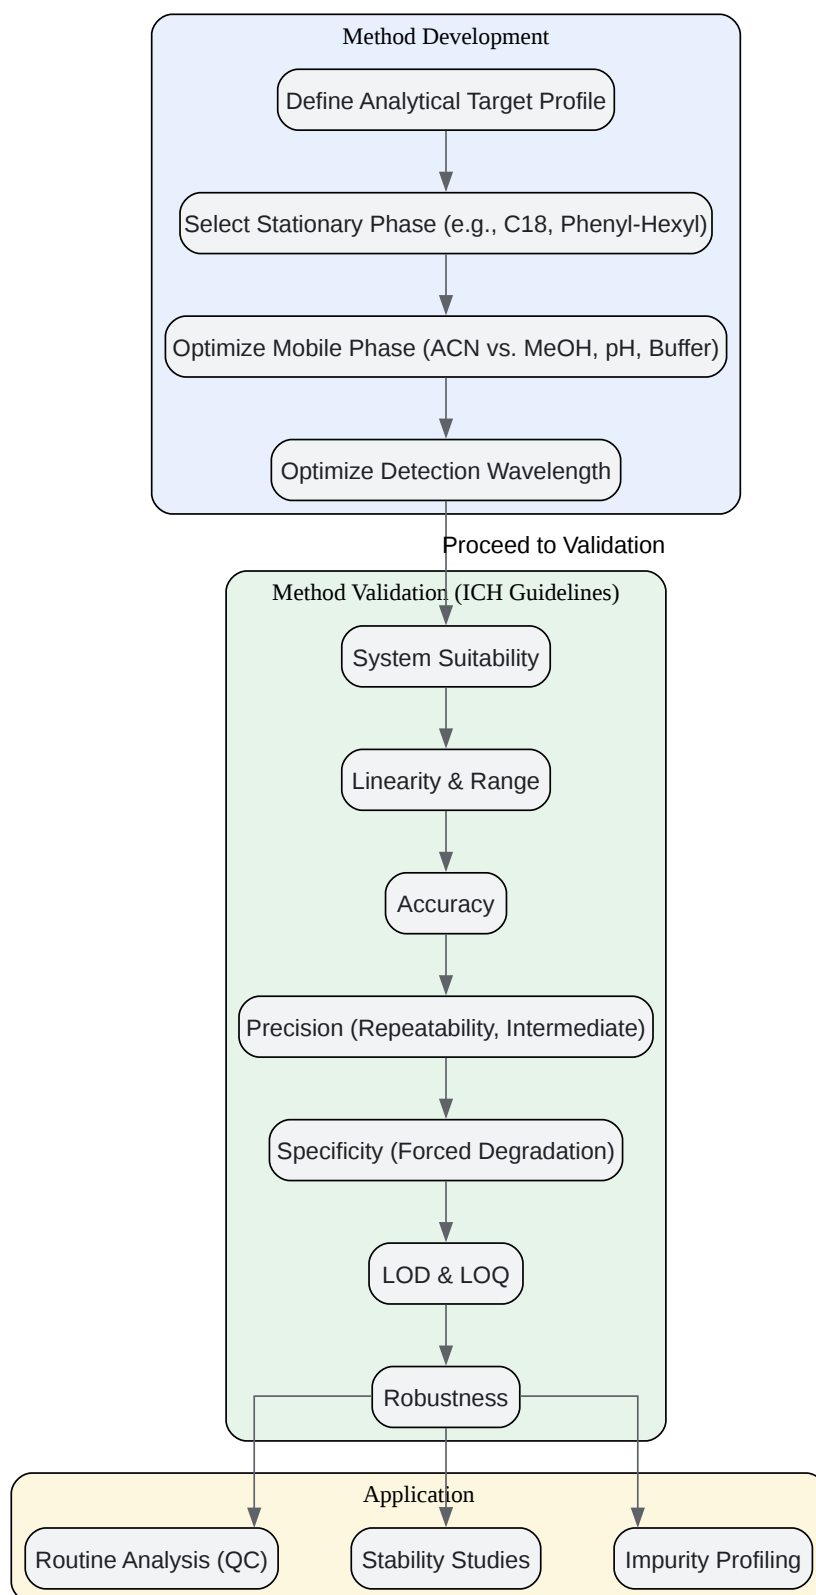 Method Development
Define Analytical Target Profile
Select Stationary Phase (e.g., C18, Phenyl-Hexyl)
Optimize Mobile Phase (ACN vs. MeOH, pH, Buffer)
Optimize Detection Wavelength
Proceed to Validation
Method Validation (ICH Guidelines)
System Suitability
Linearity & Range
Accuracy
Precision (Repeatability, Intermediate)
Specificity (Forced Degradation)
LOD & LOQ
Robustness
Application
Routine Analysis (QC)
Stability Studies
Impurity Profiling